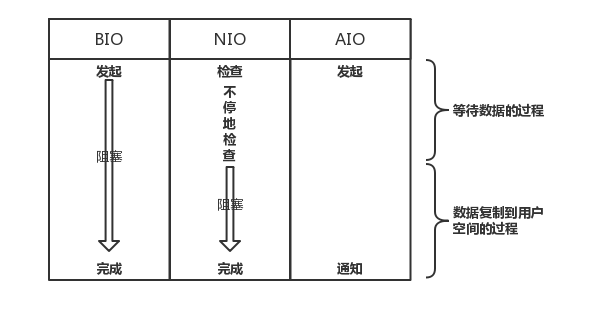 BIO NIO AIO
发起 检查 发起
不
停
地
检
查
等待数据的过程
阻塞
阻塞
数据复制到用户
空间的过程
完成 完成 通知